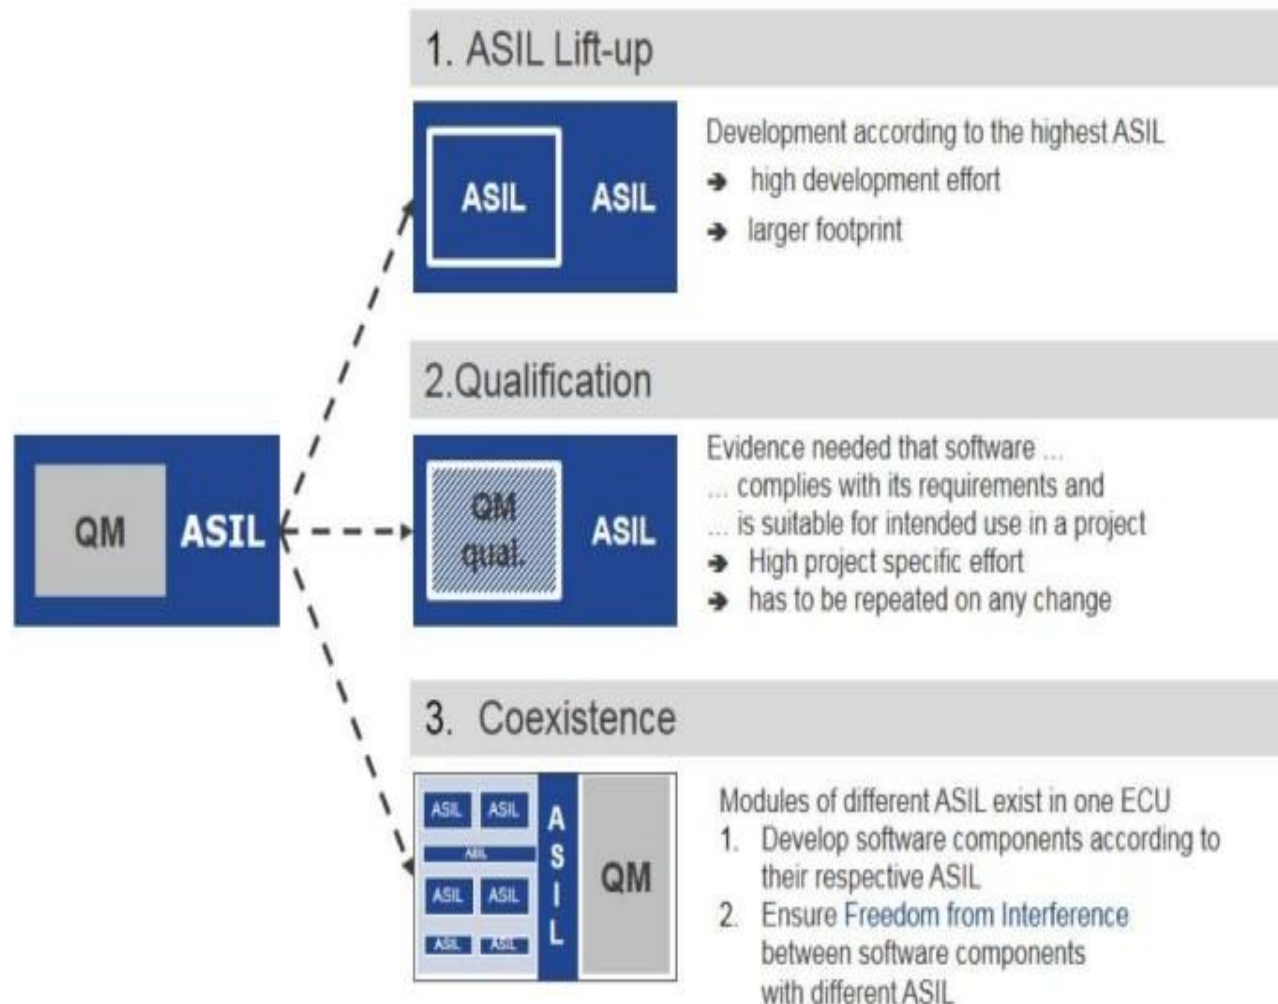 1. ASIL Lift-up
ASIL
ASIL
Development according to the highest ASIL
➔ high development effort
➔ larger footprint
2.Qualification
QM
ASIL
QM
qual.
ASIL
Evidence needed that software ...
... complies with its requirements and
... is suitable for intended use in a project
➔ High project specific effort
➔ has to be repeated on any change
3. Coexistence
ASIL ASIL
ASIL
ASIL ASIL
ASIL ASIL
A
S
I
L
QM
Modules of different ASIL exist in one ECU
1. Develop software components according to
their respective ASIL
2. Ensure Freedom from Interference
between software components
with different ASIL